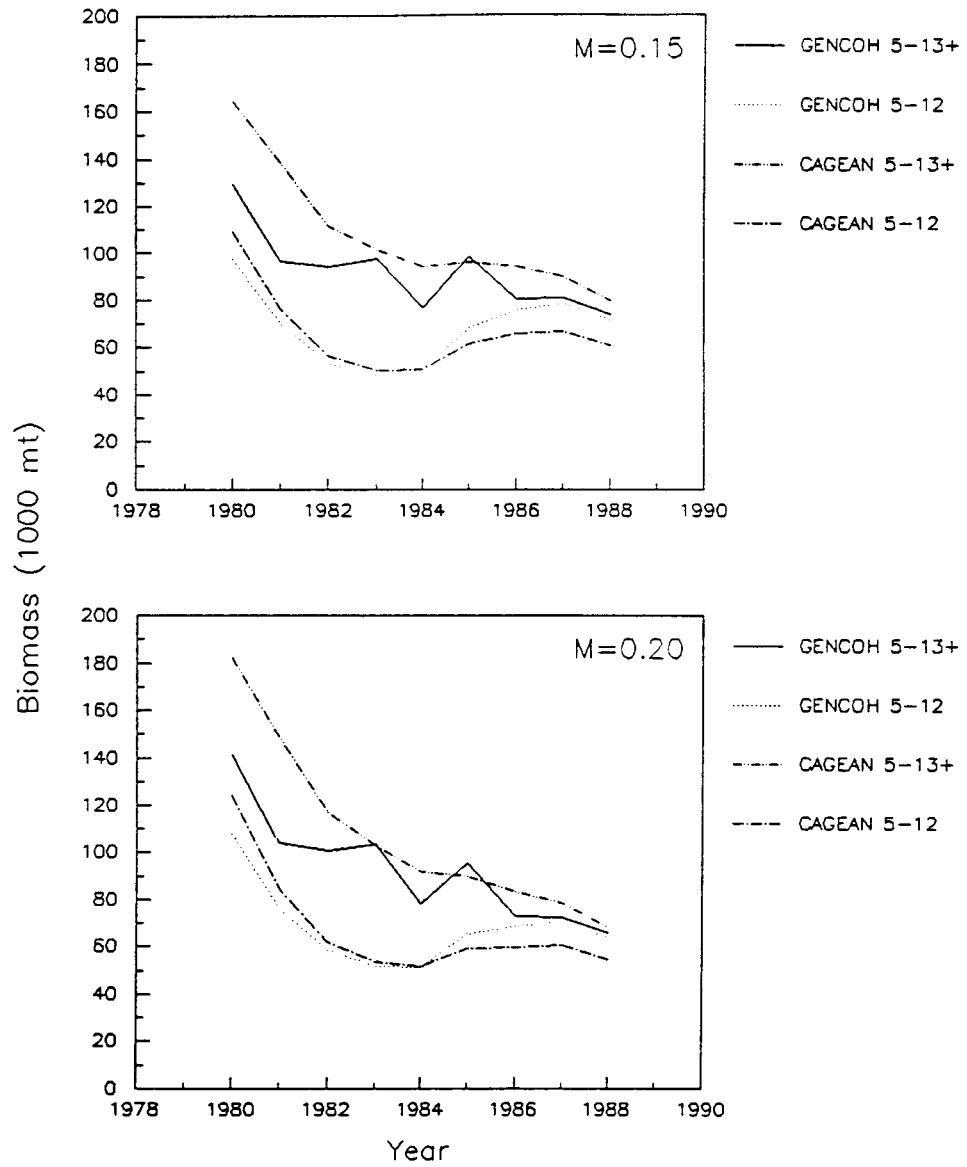 Biomass (1000 mt)
200
180
160
140
120
100
80
60
40
20
0
M=0.15
1978 1980 1982 1984 1986 1988 1990
GENCOH 5-13+
GENCOH 5-12
CAGEAN 5-13+
CAGEAN 5-12
200
180
160
140
120
100
80
60
40
20
0
M=0.20
1978 1980 1982 1984 1986 1988 1990
GENCOH 5-13+
GENCOH 5-12
CAGEAN 5-13+
CAGEAN 5-12
Year